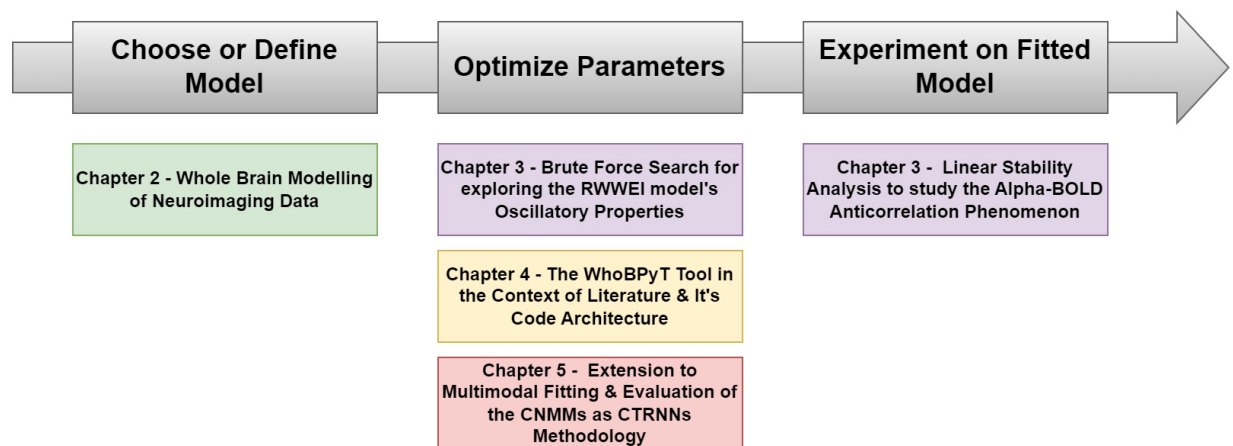 Choose or Define
Model
Optimize Parameters
Experiment on Fitted
Model
Chapter 2 - Whole Brain Modelling
of Neuroimaging Data
Chapter 3 - Brute Force Search for
exploring the RWWEI model's
Oscillatory Properties
Chapter 3 - Linear Stability
Analysis to study the Alpha-BOLD
Anticorrelation Phenomenon
Chapter 4 - The WhoBPyT Tool in
the Context of Literature & It's
Code Architecture
Chapter 5 - Extension to
Multimodal Fitting & Evaluation of
the CNMMs as CTRNNs
Methodology